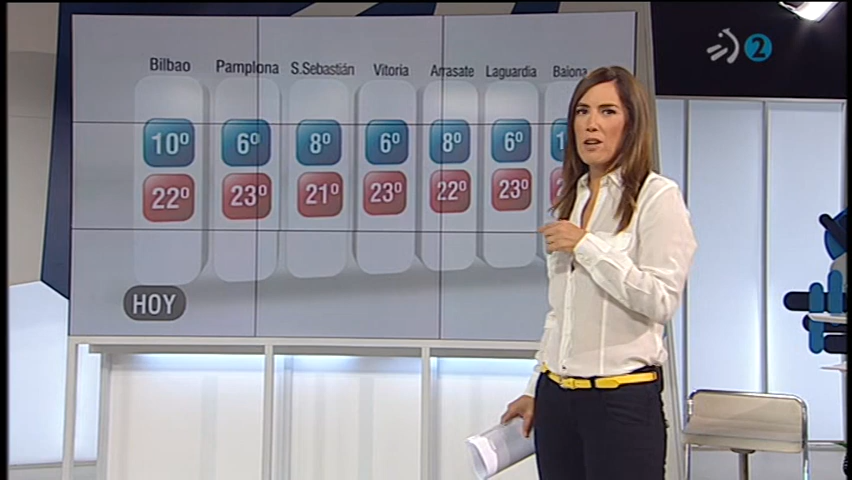 2
Bilbao Pamplona S.Sebastián Vitoria Arrasate Laguardia Baiona
10º 6º 8º 6º 8º 6º
22º 23º 21º 23º 22º 23º
HOY